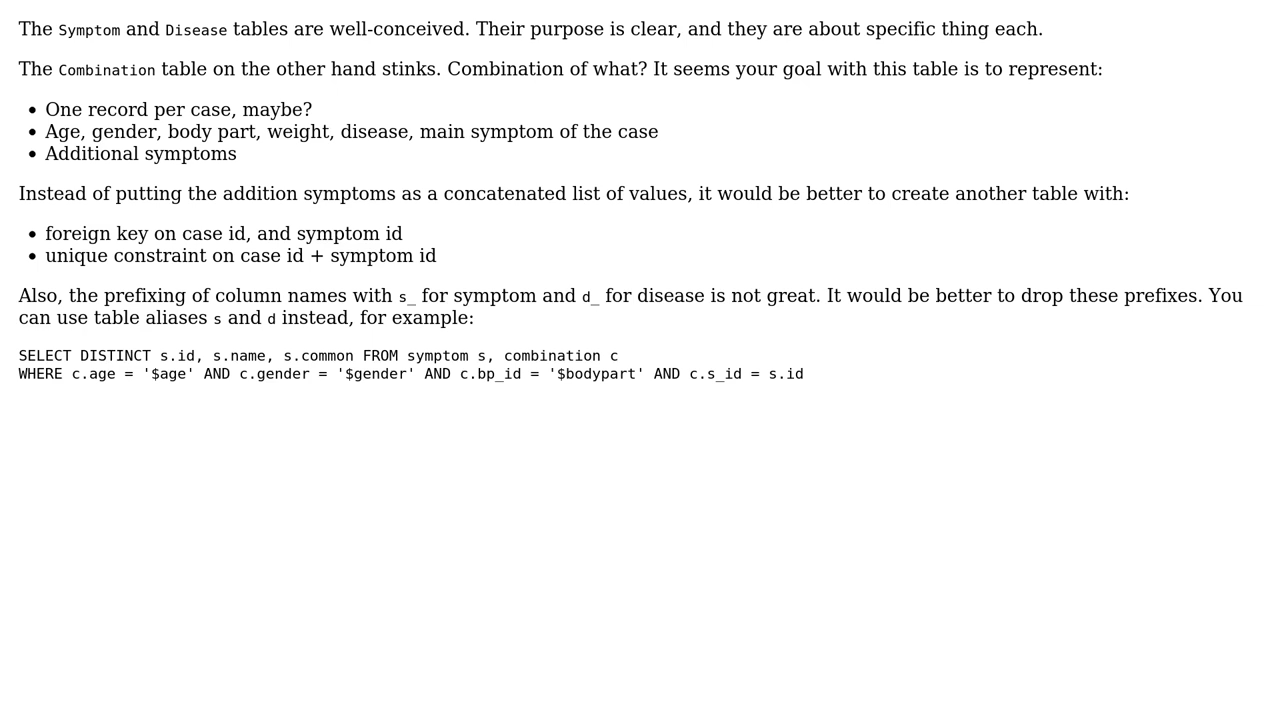 The Symptom and Disease tables are well-conceived. Their purpose is clear, and they are about specific thing each.
The Combination table on the other hand stinks. Combination of what? It seems your goal with this table is to represent:
• One record per case, maybe?
• Age, gender, body part, weight, disease, main symptom of the case
• Additional symptoms
Instead of putting the addition symptoms as a concatenated list of values, it would be better to create another table with:
• foreign key on case id, and symptom id
• unique constraint on case id + symptom id
Also, the prefixing of column names with s_ for symptom and d_ for disease is not great. It would be better to drop these prefixes. You
can use table aliases s and d instead, for example:
SELECT DISTINCT s.id, s.name, s.common FROM symptom s, combination c
WHERE c.age = '$age' AND c.gender = '$gender' AND c.bp_id = '$bodypart' AND c.s_id = s.id